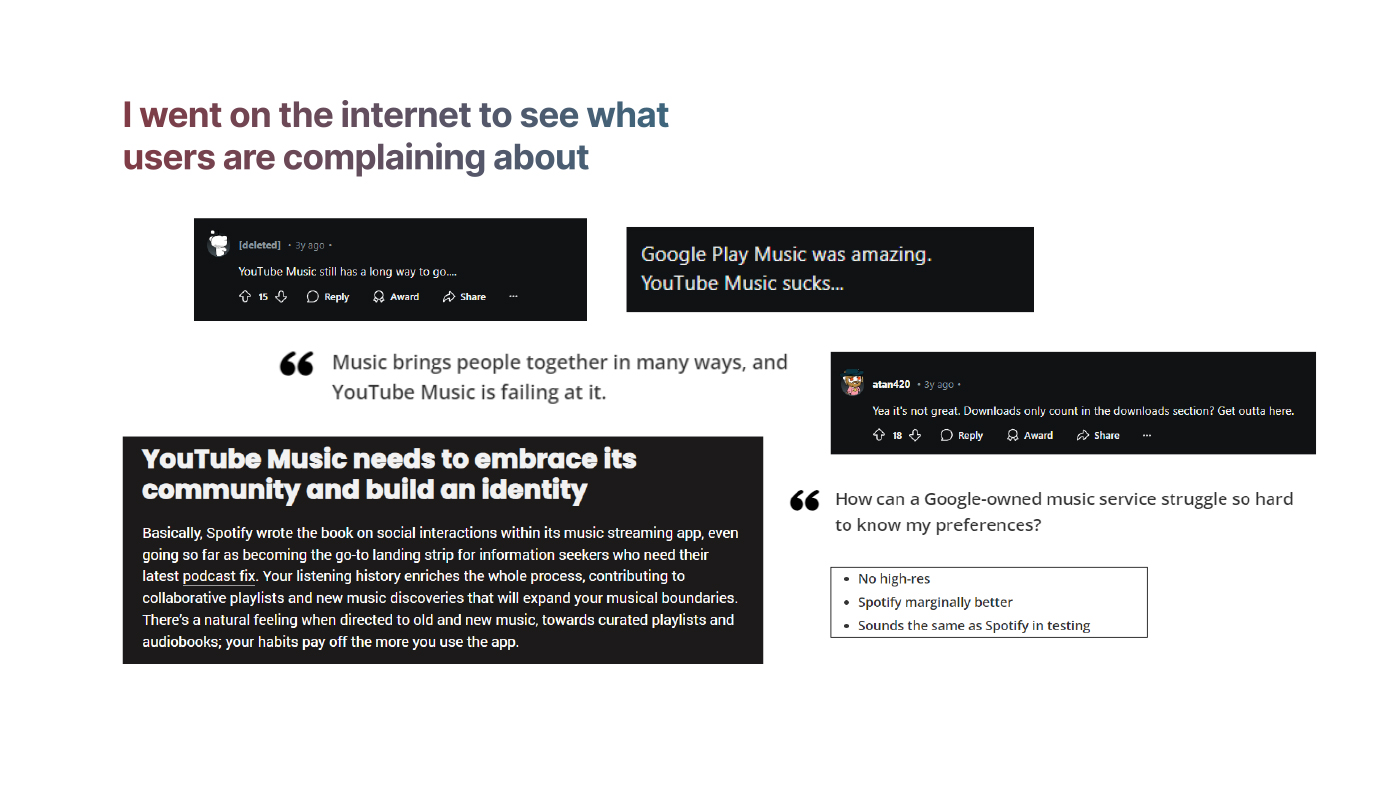 I went on the internet to see what
users are complaining about
[deleted] • 3y ago •
YouTube Music still has a long way to go....
15 Reply Award Share ...
Google Play Music was amazing.
YouTube Music sucks...
“ Music brings people together in many ways, and
YouTube Music is failing at it.
atan420 • 3y ago •
Yea it's not great. Downloads only count in the downloads section? Get outta here.
18 Reply Award Share ...
YouTube Music needs to embrace its
community and build an identity
Basically, Spotify wrote the book on social interactions within its music streaming app, even
going so far as becoming the go-to landing strip for information seekers who need their
latest podcast fix. Your listening history enriches the whole process, contributing to
collaborative playlists and new music discoveries that will expand your musical boundaries.
There's a natural feeling when directed to old and new music, towards curated playlists and
audiobooks; your habits pay off the more you use the app.
“ How can a Google-owned music service struggle so hard
to know my preferences?
• No high-res
• Spotify marginally better
• Sounds the same as Spotify in testing